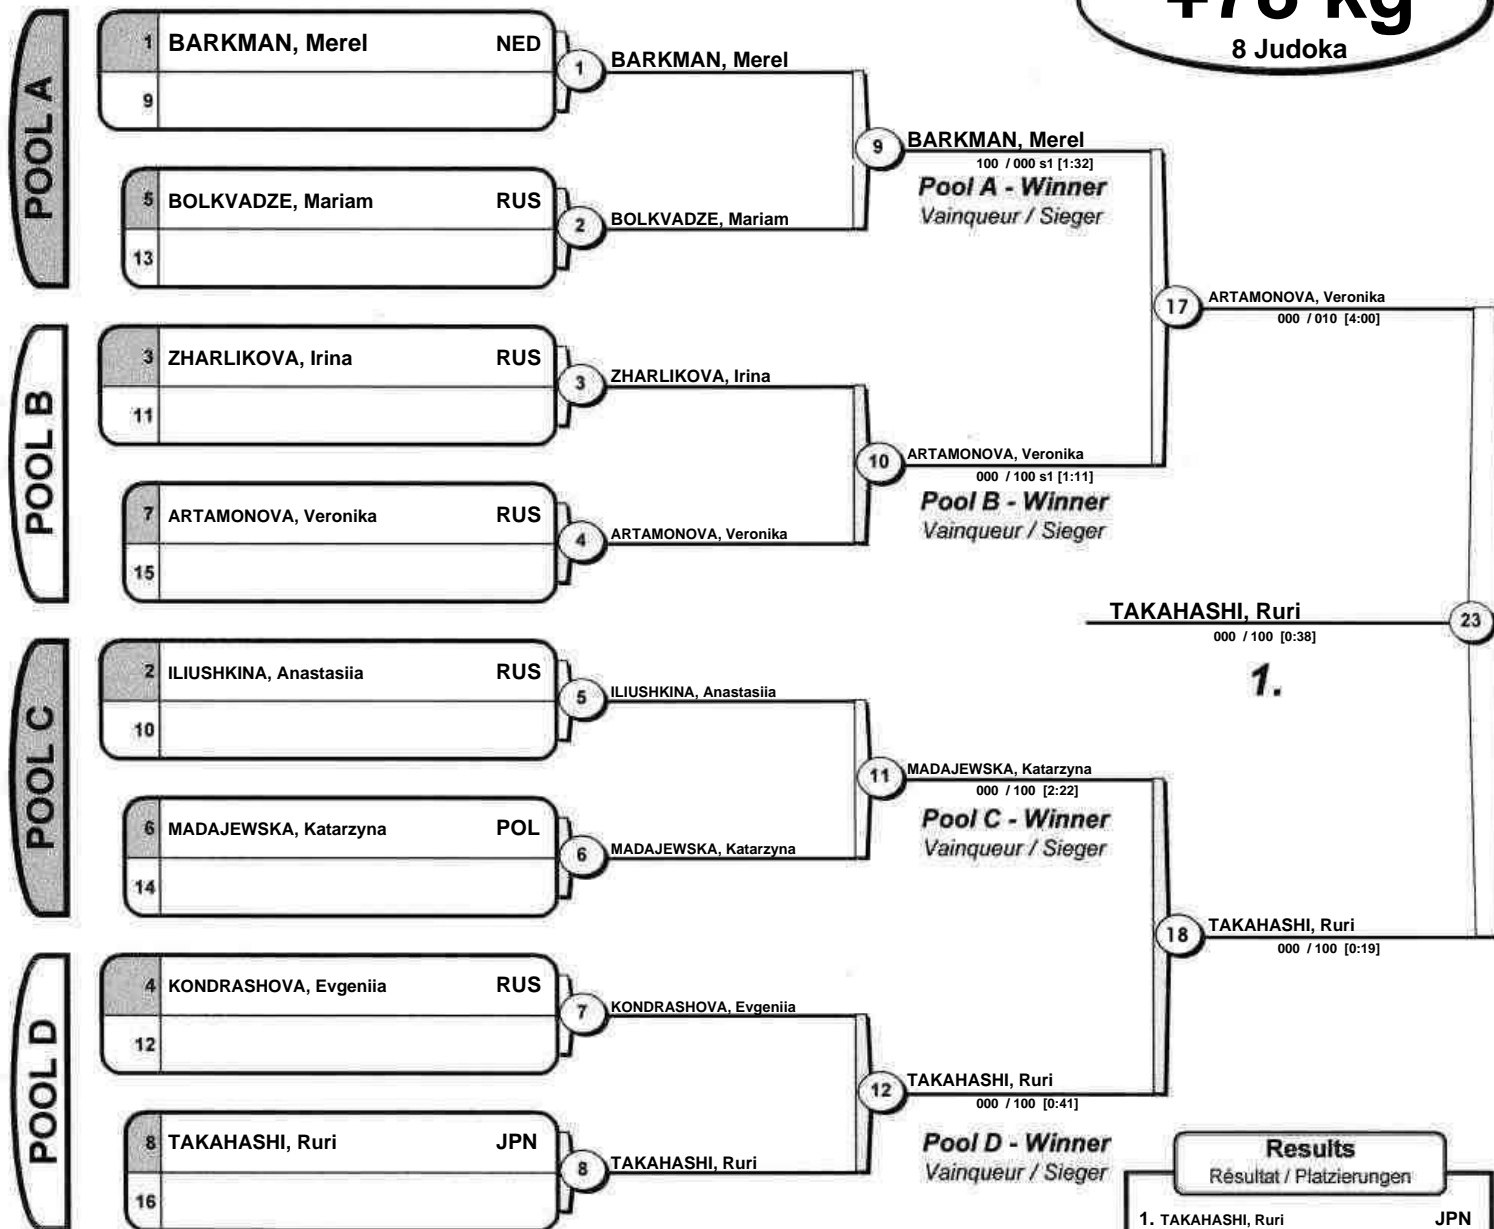 +78 kg
8 Judoka
POOL A
1 BARKMAN, Merel NED
9
5 BOLKVADZE, Mariam RUS
13
1 BARKMAN, Merel
2 BOLKVADZE, Mariam
9 BARKMAN, Merel
100 / 000 s1 [1:32]
Pool A - Winner
Vainqueur / Sieger
POOL B
3 ZHARLIKOVA, Irina RUS
11
7 ARTAMONOVA, Veronika RUS
15
3 ZHARLIKOVA, Irina
4 ARTAMONOVA, Veronika
10 ARTAMONOVA, Veronika
000 / 100 s1 [1:11]
Pool B - Winner
Vainqueur / Sieger
17 ARTAMONOVA, Veronika
000 / 010 [4:00]
TAKAHASHI, Ruri 23
000 / 100 [0:38]
1.
POOL C
2 ILIUSHKINA, Anastasiia RUS
10
6 MADAJEWSKA, Katarzyna POL
14
5 ILIUSHKINA, Anastasiia
6 MADAJEWSKA, Katarzyna
11 MADAJEWSKA, Katarzyna
000 / 100 [2:22]
Pool C - Winner
Vainqueur / Sieger
POOL D
4 KONDRASHOVA, Evgeniia RUS
12
8 TAKAHASHI, Ruri JPN
16
7 KONDRASHOVA, Evgeniia
8 TAKAHASHI, Ruri
12 TAKAHASHI, Ruri
000 / 100 [0:41]
Pool D - Winner
Vainqueur / Sieger
18 TAKAHASHI, Ruri
000 / 100 [0:19]
Results
Résultat / Platzierungen
1. TAKAHASHI, Ruri JPN